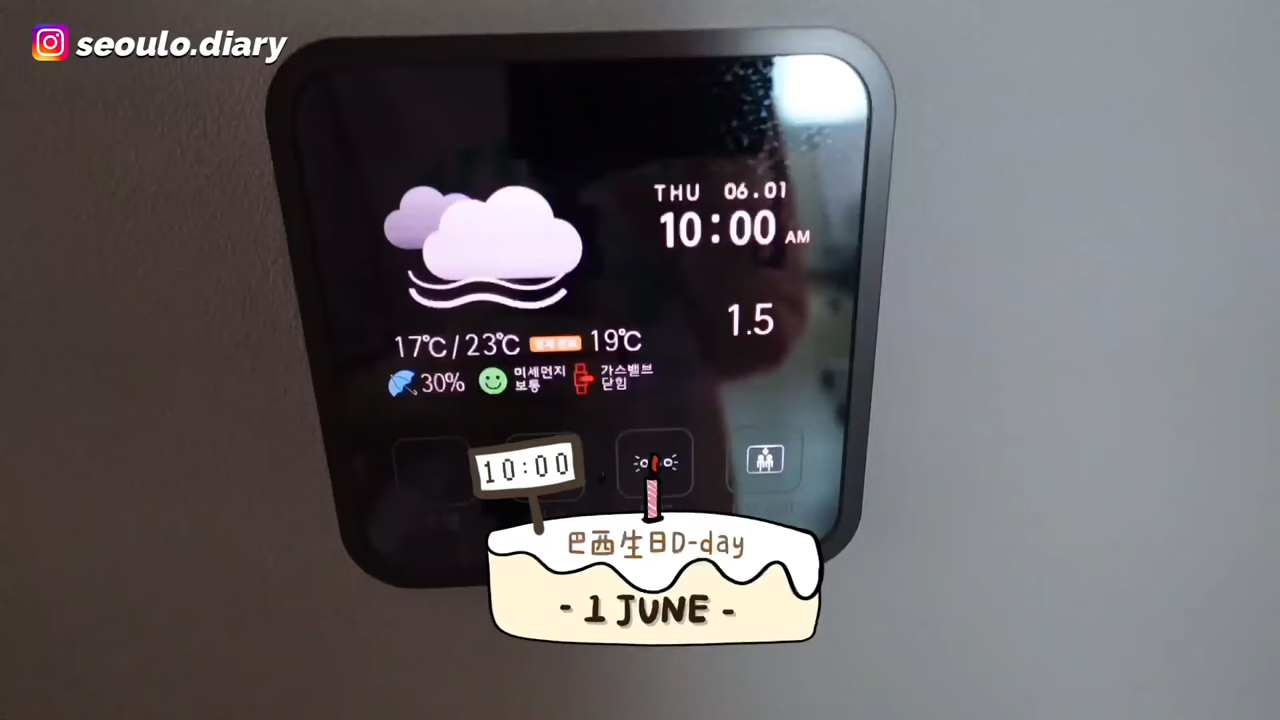 seoulo.diary
THU 06.01
10:00 AM
1.5
17℃/23℃ 19℃
30% 미세먼지 보통 가스밸브 닫힘
10:00
巴西生日D-day
- 1 JUNE -